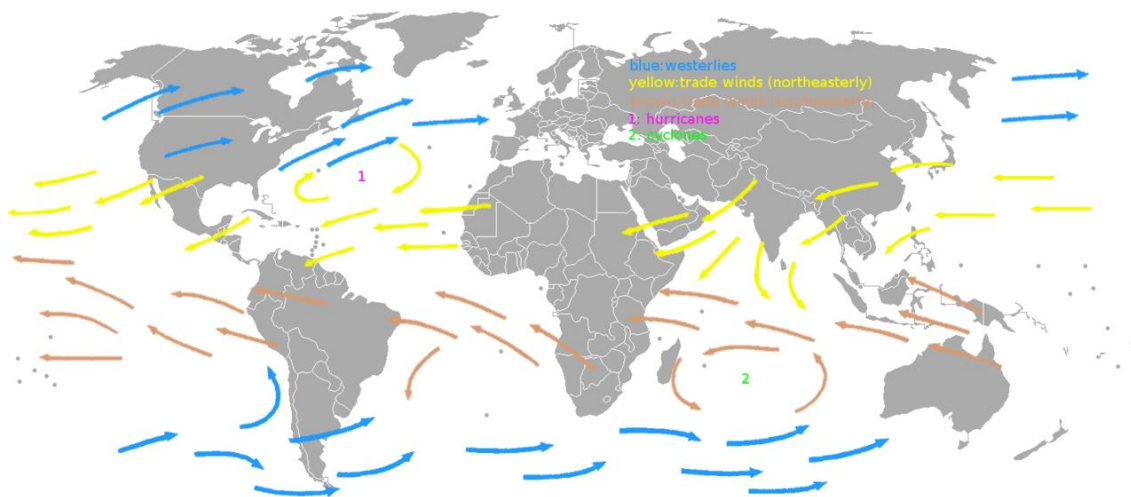 blue:westerlies
yellow:trade winds (northeasterly)
1: hurricanes
2: cyclones
1
2